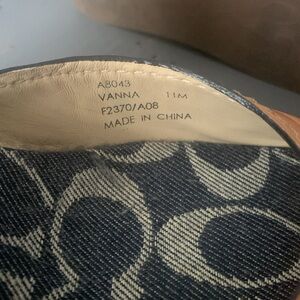 A8043
VANNA 11M
F2370/A08
MADE IN CHINA